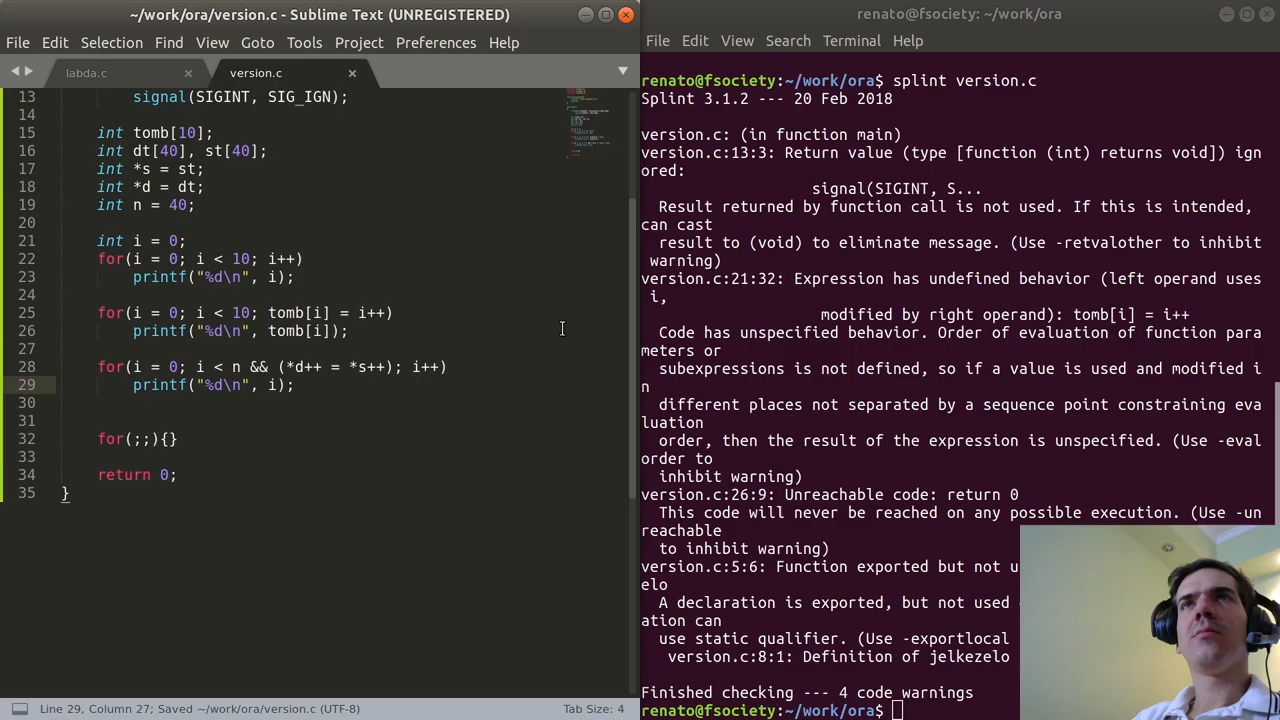 ~/work/ora/version.c - Sublime Text (UNREGISTERED)
File Edit Selection Find View Goto Tools Project Preferences Help
labda.c version.c
13 signal(SIGINT, SIG_IGN);
14
15 int tomb[10];
16 int dt[40], st[40];
17 int *s = st;
18 int *d = dt;
19 int n = 40;
20
21 int i = 0;
22 for(i = 0; i < 10; i++)
23 printf("%d\n", i);
24
25 for(i = 0; i < 10; tomb[i] = i++)
26 printf("%d\n", tomb[i]);
27
28 for(i = 0; i < n && (*d++ = *s++); i++)
29 printf("%d\n", i);
30
31
32 for(;;){}
33
34 return 0;
35 }
Line 29, Column 27; Saved ~/work/ora/version.c (UTF-8) Tab Size: 4
renato@fsociety: ~/work/ora
File Edit View Search Terminal Help
renato@fsociety:~/work/ora$ splint version.c
Splint 3.1.2 --- 20 Feb 2018
version.c: (in function main)
version.c:13:3: Return value (type [function (int) returns void]) ign
ored:
signal(SIGINT, S...
Result returned by function call is not used. If this is intended,
can cast
result to (void) to eliminate message. (Use -retvalother to inhibit
warning)
version.c:21:32: Expression has undefined behavior (left operand uses
i,
modified by right operand): tomb[i] = i++
Code has unspecified behavior. Order of evaluation of function para
meters or
subexpressions is not defined, so if a value is used and modified i
n
different places not separated by a sequence point constraining eva
luation
order, then the result of the expression is unspecified. (Use -eval
order to
inhibit warning)
version.c:26:9: Unreachable code: return 0
This code will never be reached on any possible execution. (Use -un
reachable
to inhibit warning)
version.c:5:6: Function exported but not u
elo
A declaration is exported, but not used
ation can
use static qualifier. (Use -exportlocal
version.c:8:1: Definition of jelkezelo
Finished checking --- 4 code warnings
renato@fsociety:~/work/ora$